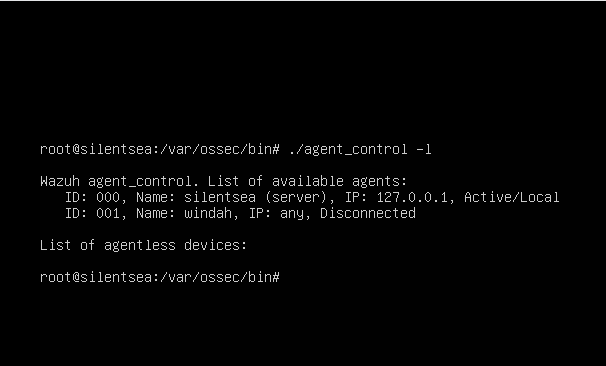 root@silentsea:/var/ossec/bin# ./agent_control -l
Wazuh agent_control. List of available agents:
ID: 000, Name: silentsea (server), IP: 127.0.0.1, Active/Local
ID: 001, Name: windah, IP: any, Disconnected
List of agentless devices:
root@silentsea:/var/ossec/bin#